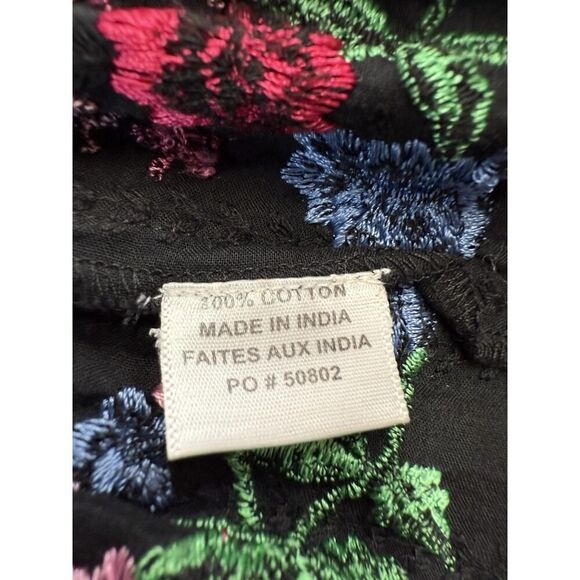 100% COTTON
MADE IN INDIA
FAITES AUX INDIA
PO # 50802